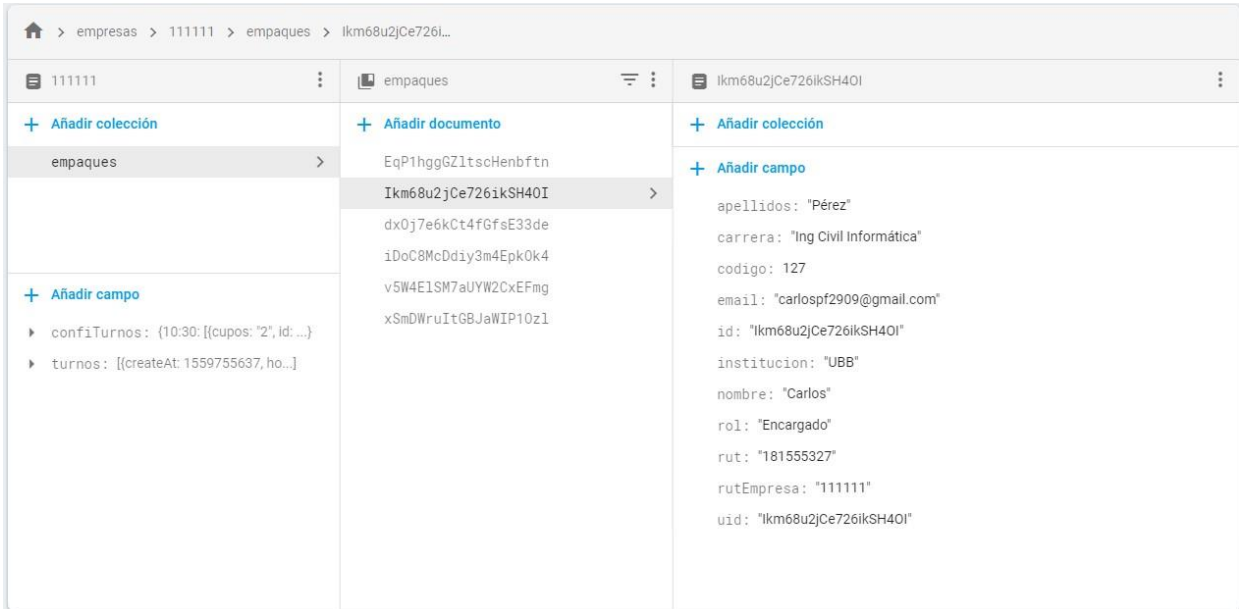 empresas > 111111 > empaques > Ikm68u2jCe726i...
111111
Añadir colección
empaques
Añadir campo
confiTurnos: {10:30: [{cupos: "2", id: ...}
turnos: [{createAt: 1559755637, ho...]
empaques
Añadir documento
EqP1hggGZltscHenbftn
Ikm68u2jCe726ikSH4OI
dxOj7e6kCt4fGfsE33de
iDoC8McDdiy3m4EpkOk4
v5W4ElSM7aUYW2CxEFmg
xSmDWruItGBJaWIP1Ozl
Ikm68u2jCe726ikSH4OI
Añadir colección
Añadir campo
apellidos: "Pérez"
carrera: "Ing Civil Informática"
codigo: 127
email: "carlospf2909@gmail.com"
id: "Ikm68u2jCe726ikSH4OI"
institucion: "UBB"
nombre: "Carlos"
rol: "Encargado"
rut: "181555327"
rutEmpresa: "111111"
uid: "Ikm68u2jCe726ikSH4OI"